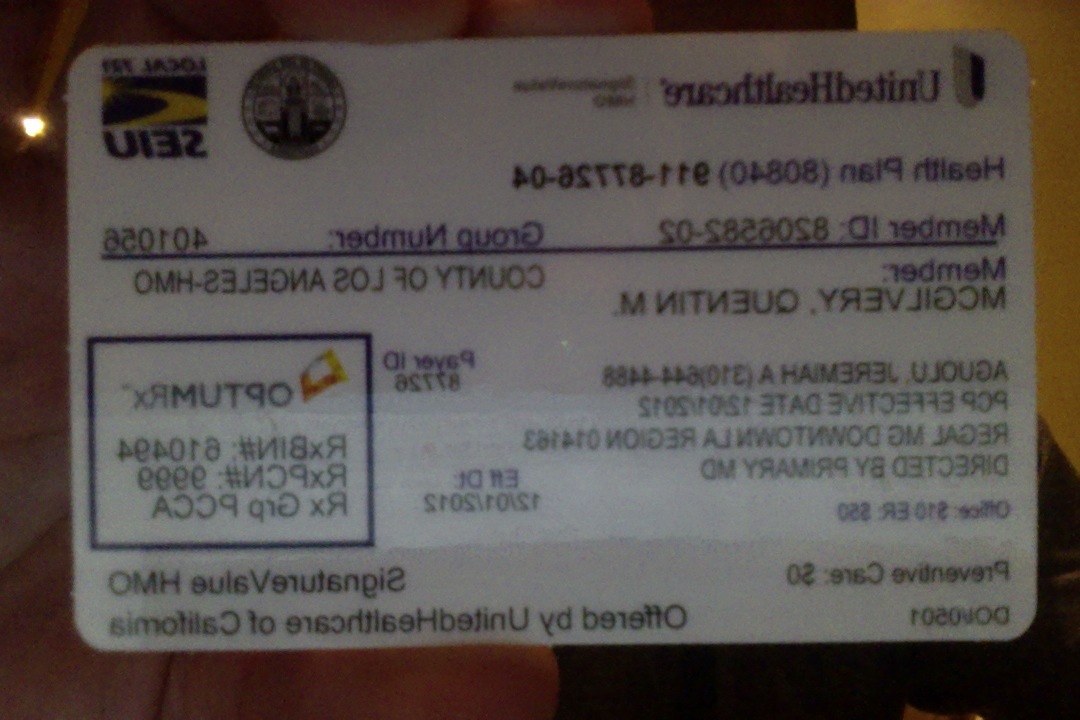 UnitedHealthcare® | SignatureValue
HMO
LOCAL 721
SEIU
Health Plan (80840) 911-87726-04
Member ID: 8206582-02
Group Number: 401056
Member:
MCGILVERY, QUENTIN M.
COUNTY OF LOS ANGELES-HMO
AGUOLU, JEREMIAH A (310)644-4488
PCP EFFECTIVE DATE 12/01/2012
REGAL MG DOWNTOWN LA REGION 014163
DIRECTED BY PRIMARY MD
Office: $10 ER: $50
Payer ID
87726
Eff Dt:
12/01/2012
OPTUMRx™
RxBIN#: 610494
RxPCN#: 9999
Rx Grp PCCA
Preventive Care: $0
SignatureValue HMO
DOI/0501
Offered by UnitedHealthcare of California